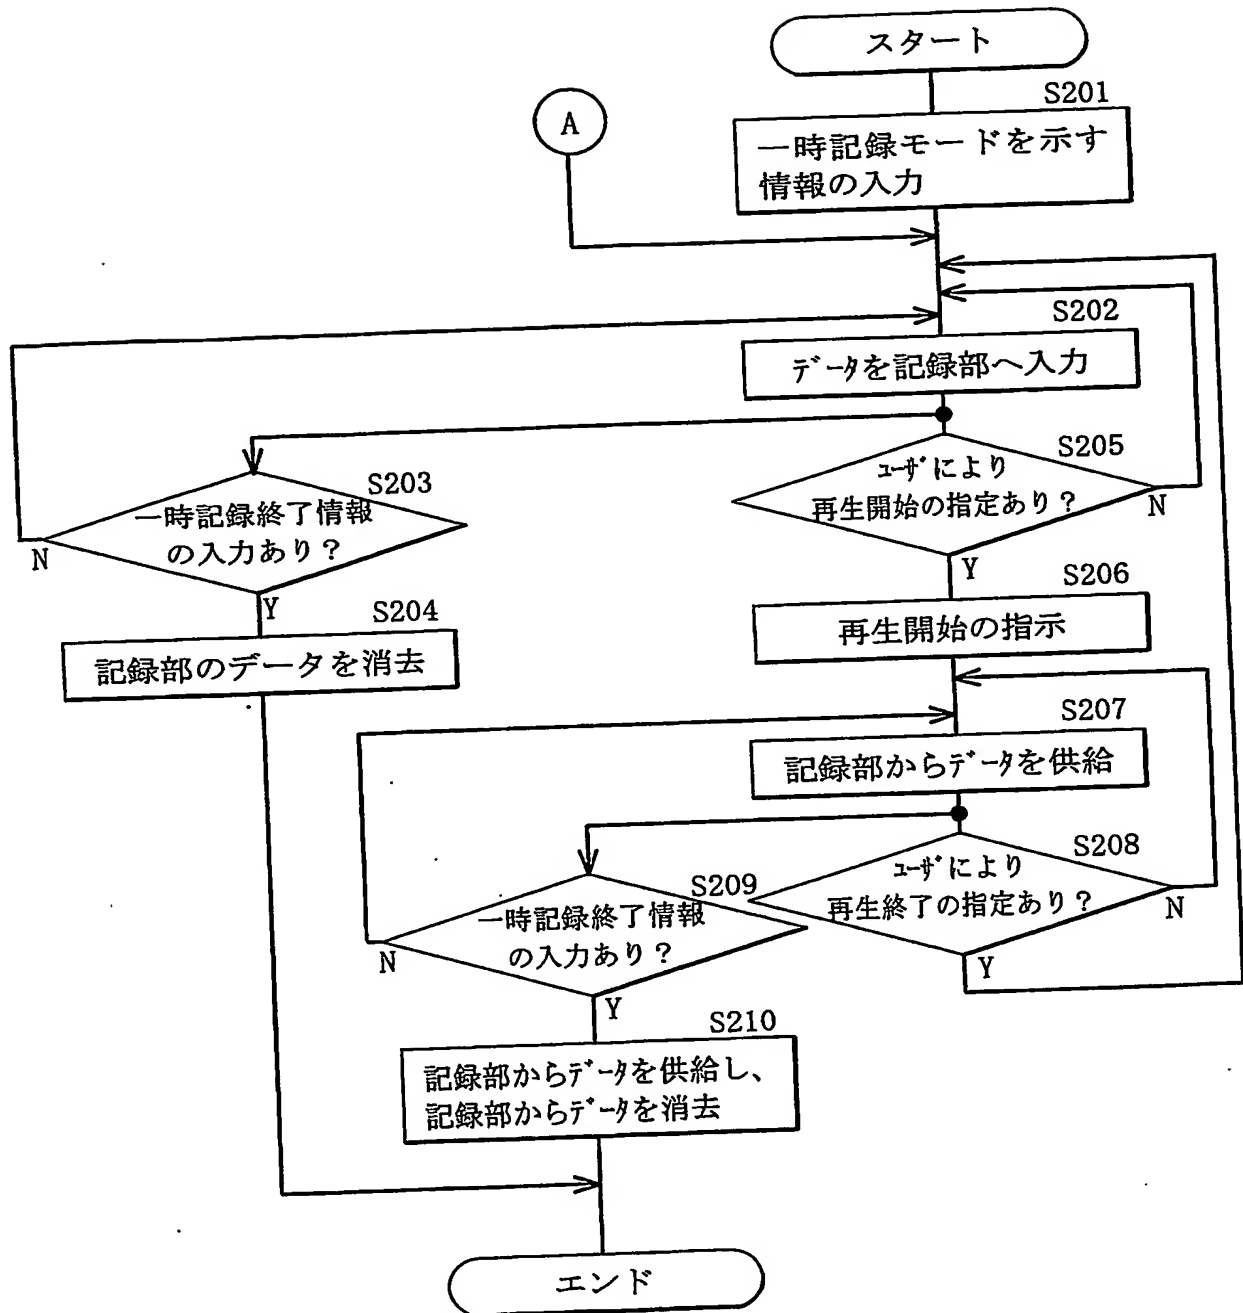 スタート
S201
A
一時記録モードを示す
情報の入力
S202
データを記録部へ入力
S205
ユーザにより
再生開始の指定あり?
N
Y
S203
一時記録終了情報
の入力あり?
N
Y
S204
記録部のデータを消去
S206
再生開始の指示
S207
記録部からデータを供給
S208
ユーザにより
再生終了の指定あり?
N
Y
S209
一時記録終了情報
の入力あり?
N
Y
S210
記録部からデータを供給し、
記録部からデータを消去
エンド